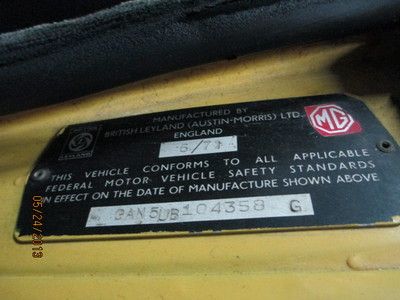 MANUFACTURED BY
BRITISH LEYLAND (AUSTIN-MORRIS) LTD.
ENGLAND
LEYLAND
MG
6/71
THIS VEHICLE CONFORMS TO ALL APPLICABLE
FEDERAL MOTOR VEHICLE SAFETY STANDARDS
IN EFFECT ON THE DATE OF MANUFACTURE SHOWN ABOVE
GAN5UB104358 G
05/24/2013